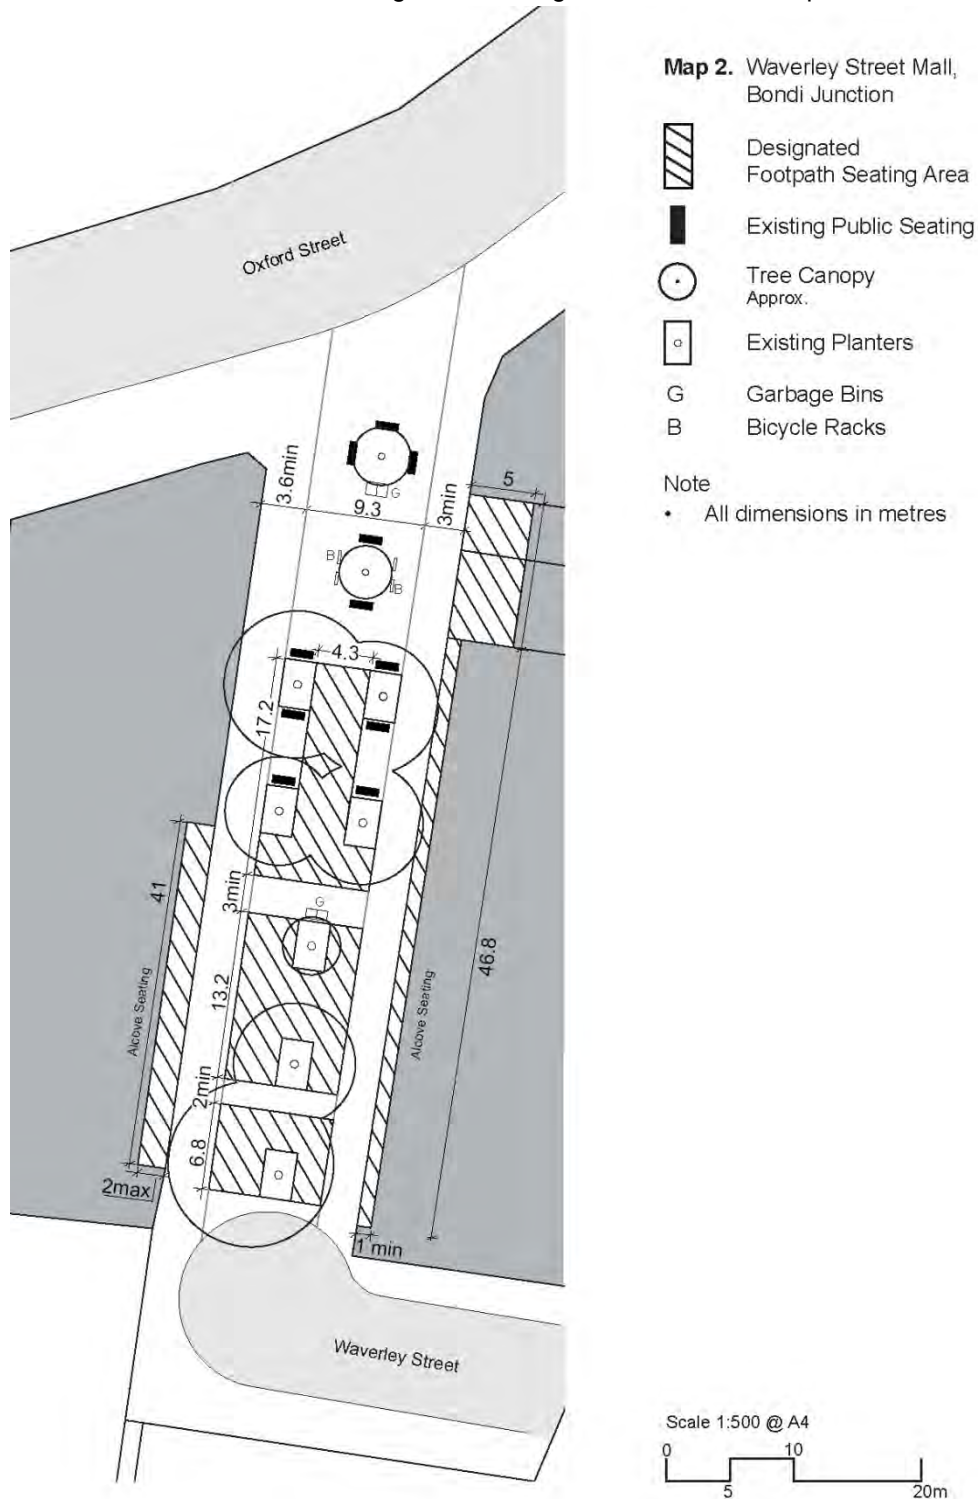 Map 2. Waverley Street Mall,
Bondi Junction
Designated
Footpath Seating Area
Existing Public Seating
Tree Canopy
Approx.
Existing Planters
G Garbage Bins
B Bicycle Racks
Note
• All dimensions in metres
Oxford Street
3.6min
9.3
3min
5
G
B
B
4.3
17.2
41
3min
G
Alcove Seating
13.2
46.8
Alcove Seating
2min
6.8
2max
1 min
Waverley Street
Scale 1:500 @ A4
0 10
5 20m